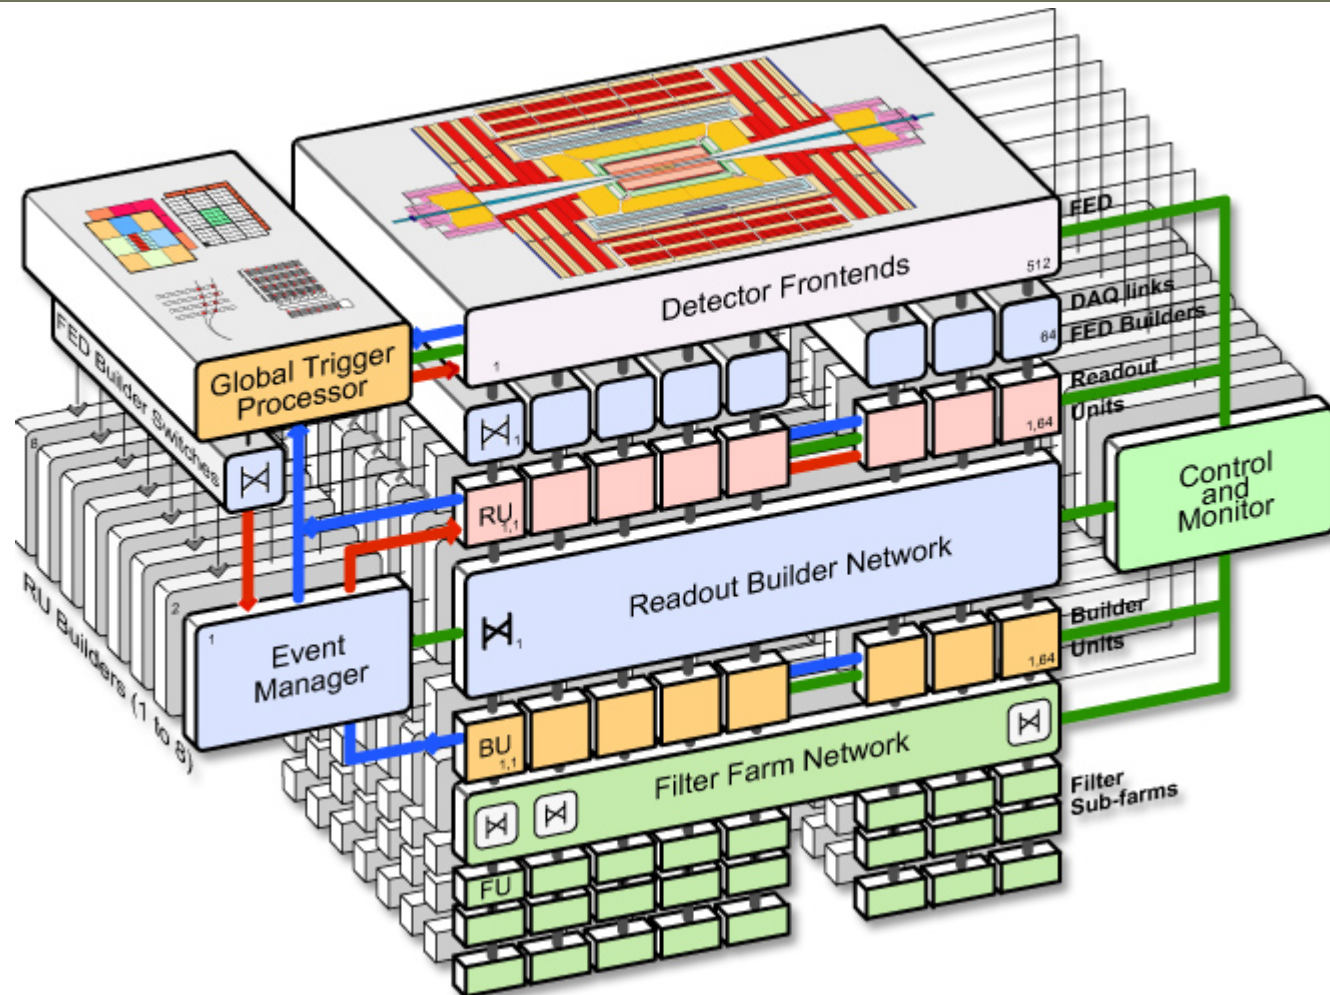 FED
512
Detector Frontends
1
DAQ links
FED Builders
64
Global Trigger
Processor
FED Builder Switches
1
Readout
Units
1,64
8
RU
1,1
Control
and
Monitor
Readout Builder Network
1
2
1
Event
Manager
RU Builders (1 to 8)
Builder
Units
1,64
BU
1,1
Filter Farm Network
Filter
Sub-farms
FU